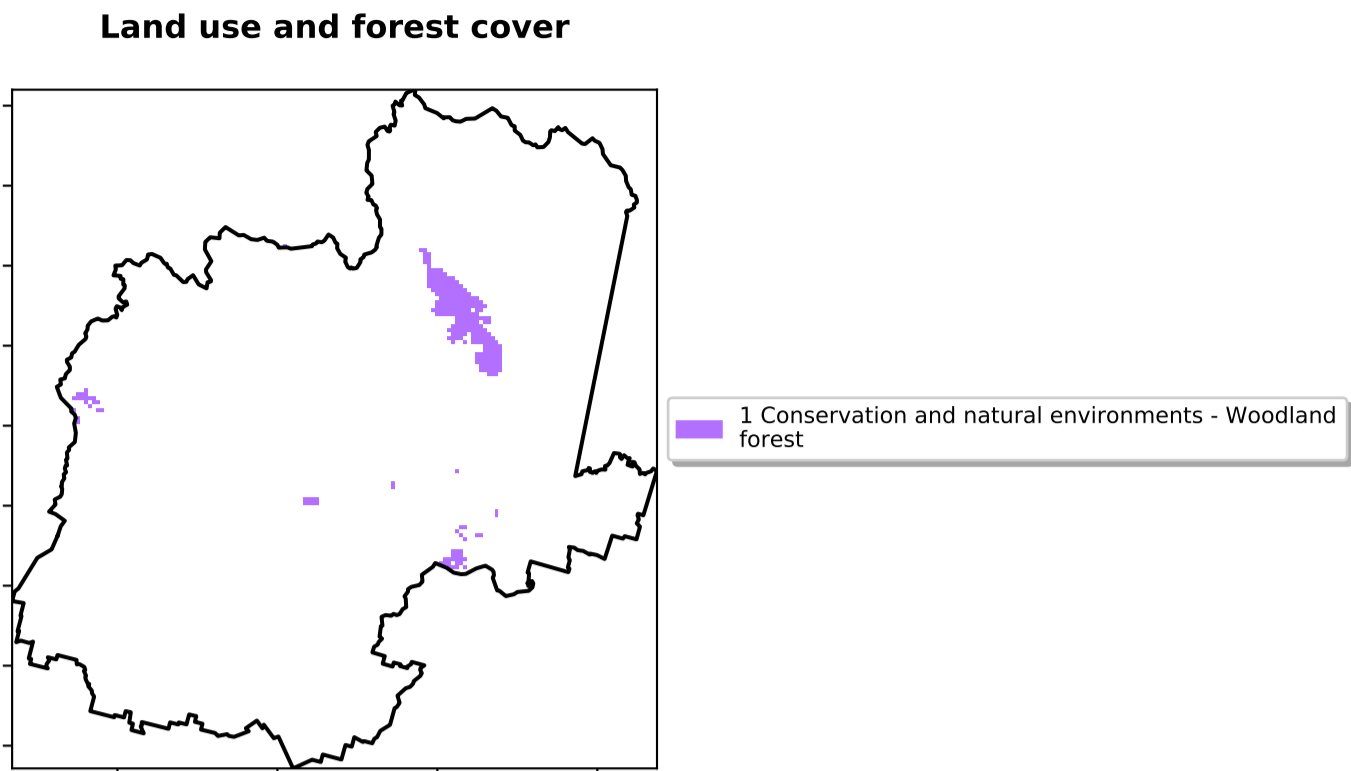 Land use and forest cover
1 Conservation and natural environments - Woodland
forest